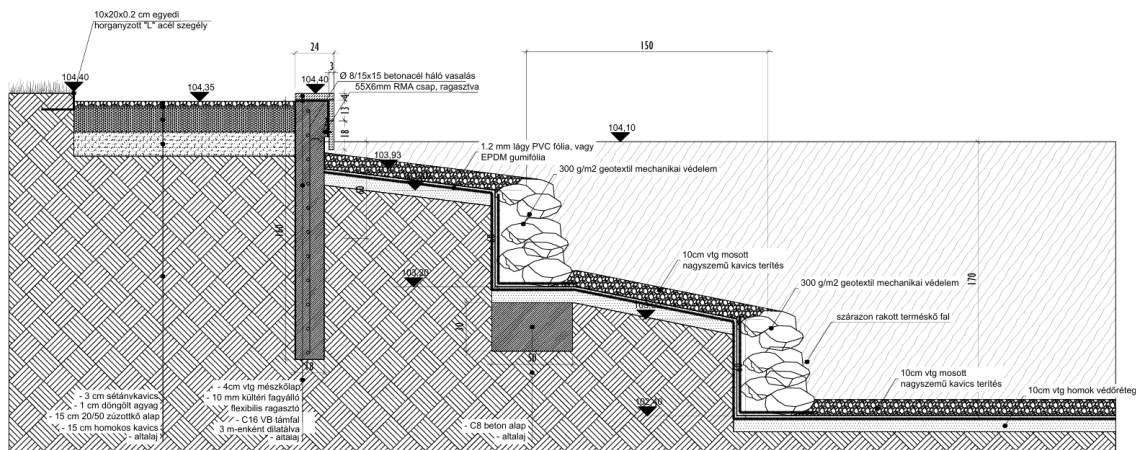 10x20x0.2 cm egyedi
horganyzott "L" acél szegély
24
150
3
104,40
104,35
104,40
Ø 8/15x15 betonacél háló vasalás
55X6mm RMA csap, ragasztva
4
13
18
104,10
1.2 mm lágy PVC fólia, vagy
EPDM gumifólia
103,93
300 g/m2 geotextil mechanikai védelem
160
103,20
10cm vtg mosott
nagyszemű kavics terítés
300 g/m2 geotextil mechanikai védelem
170
szárazon rakott terméskő fal
50
18
10cm vtg mosott
nagyszemű kavics terítés
10cm vtg homok védőréteg
- 3 cm sétánykavics
- 1 cm döngölt agyag
- 15 cm 20/50 zúzottkő alap
- 15 cm homokos kavics
- altalaj
- 4cm vtg mészkőlap
- 10 mm kültéri fagyálló
flexibilis ragasztó
- C16 VB támfal
3 m-enként dilatálva
- altalaj
- C8 beton alap
- altalaj
102,40